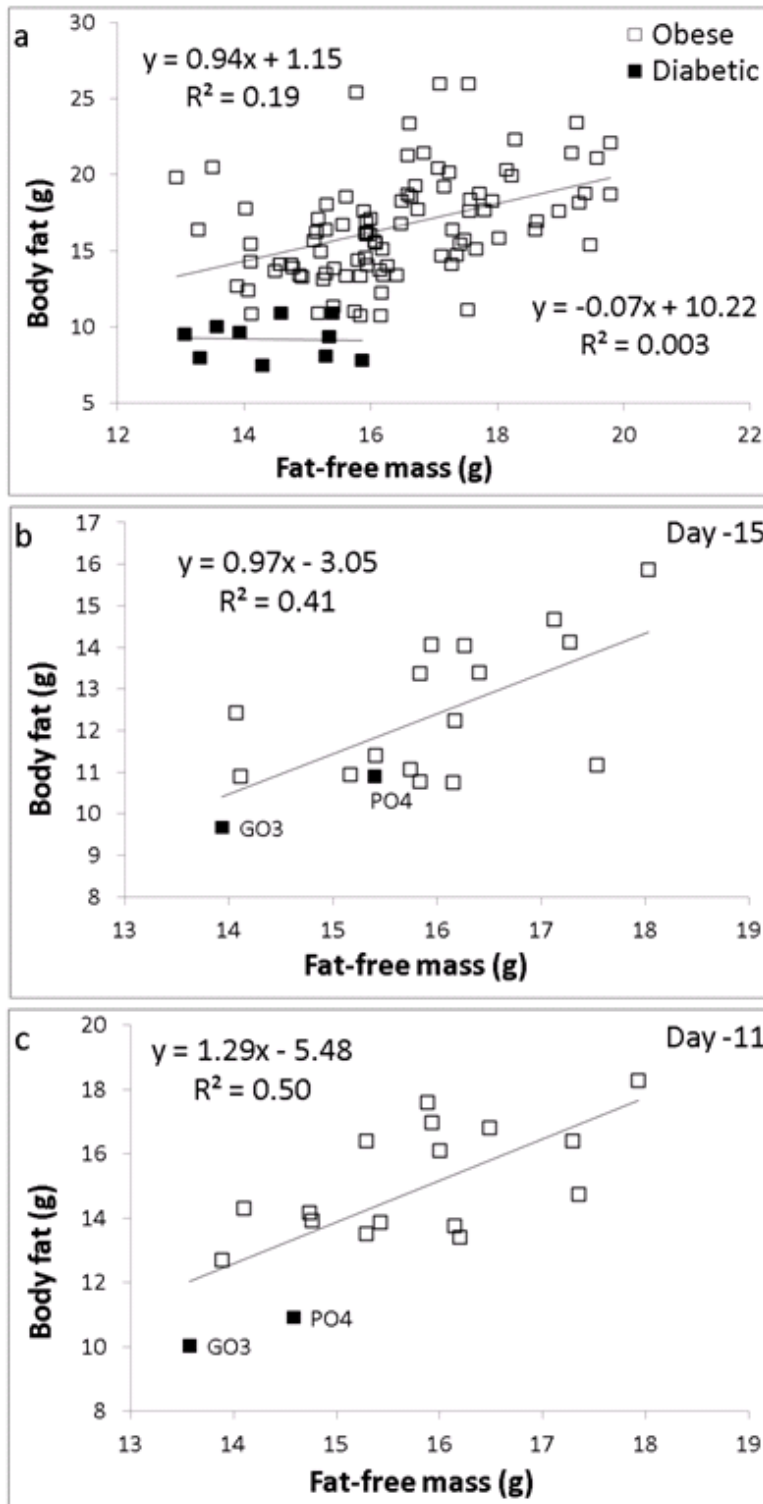 a
y = 0.94x + 1.15
R² = 0.19
□ Obese
■ Diabetic
30
25
20
15
10
5
Body fat (g)
y = -0.07x + 10.22
R² = 0.003
12 14 16 18 20 22
Fat-free mass (g)
b
Day -15
y = 0.97x - 3.05
R² = 0.41
17
16
15
14
13
12
11
10
9
8
Body fat (g)
PO4
GO3
13 14 15 16 17 18 19
Fat-free mass (g)
c
Day -11
y = 1.29x - 5.48
R² = 0.50
20
18
16
14
12
10
8
Body fat (g)
PO4
GO3
13 14 15 16 17 18 19
Fat-free mass (g)